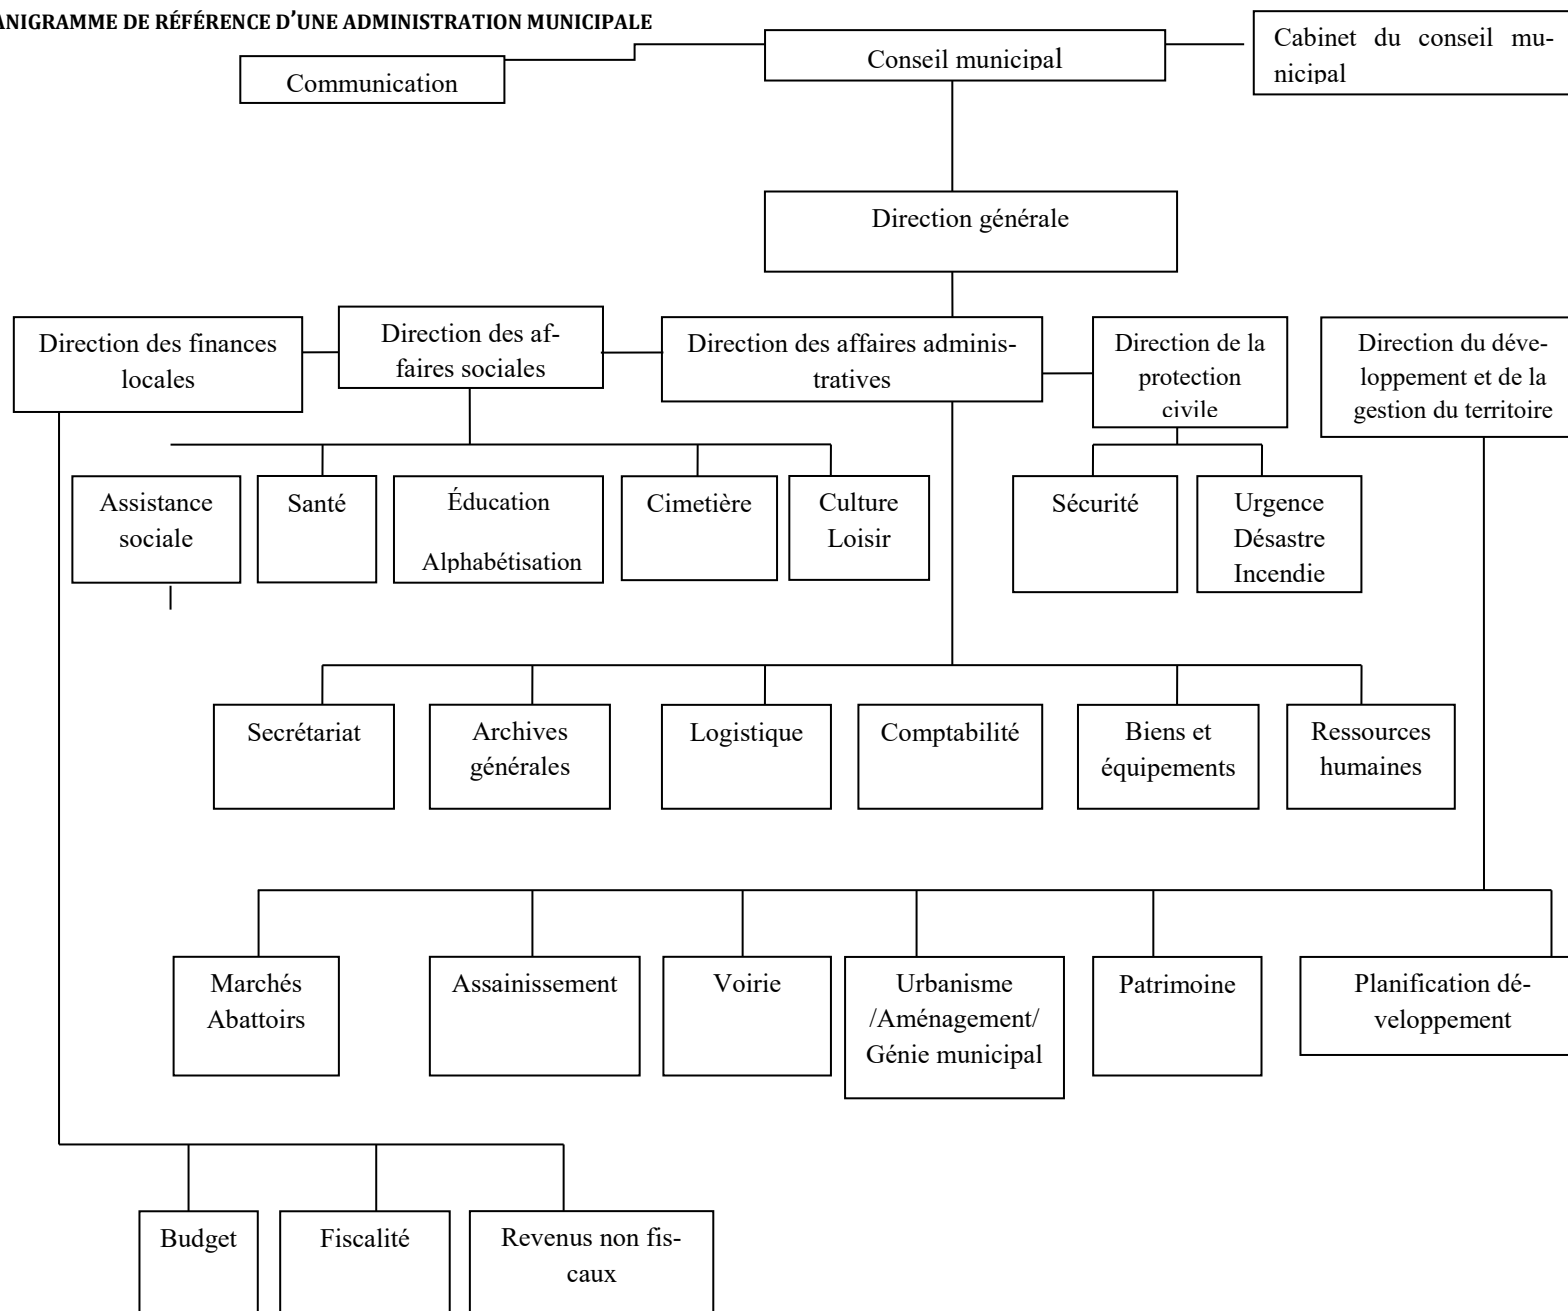 ANIGRAMME DE RÉFÉRENCE D'UNE ADMINISTRATION MUNICIPALE
Communication
Conseil municipal
Cabinet du conseil mu-
nicipal
Direction générale
Direction des finances
locales
Direction des af-
faires sociales
Direction des affaires adminis-
tratives
Direction de la
protection
civile
Direction du déve-
loppement et de la
gestion du territoire
Assistance
sociale
Santé
Éducation
Alphabétisation
Cimetière
Culture
Loisir
Sécurité
Urgence
Désastre
Incendie
Secrétariat
Archives
générales
Logistique
Comptabilité
Biens et
équipements
Ressources
humaines
Marchés
Abattoirs
Assainissement
Voirie
Urbanisme
/Aménagement/
Génie municipal
Patrimoine
Planification dé-
veloppement
Budget
Fiscalité
Revenus non fis-
caux